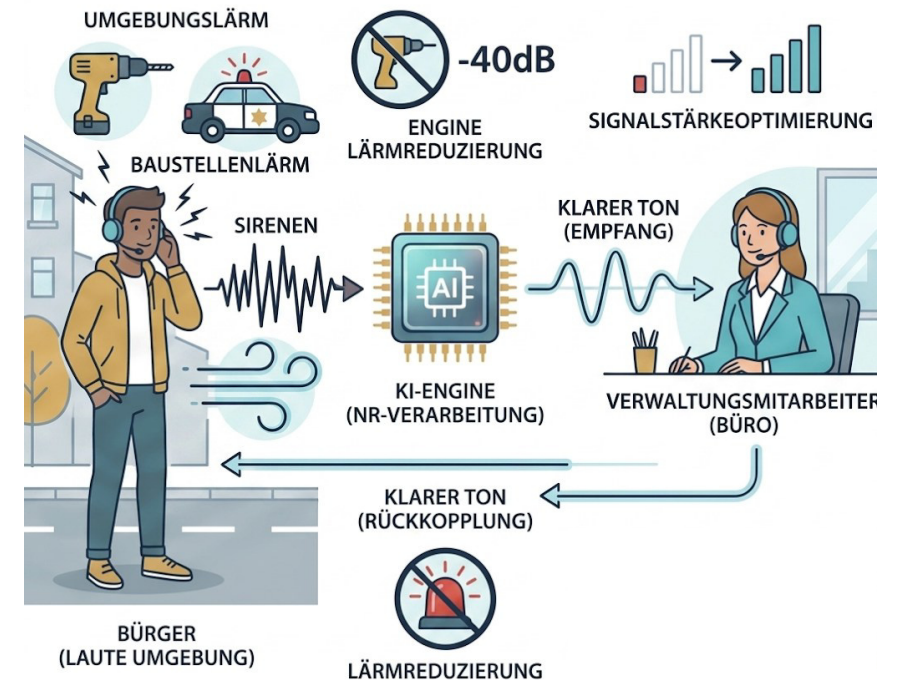 UMGEBUNGSLÄRM
BAUSTELLENLÄRM
-40dB
ENGINE
LÄRMREDUZIERUNG
SIGNALSTÄRKEOPTIMIERUNG
SIRENEN
AI
KLARER TON
(EMPFANG)
KI-ENGINE
(NR-VERARBEITUNG)
VERWALTUNGSMITARBEITER
(BÜRO)
KLARER TON
(RÜCKKOPPLUNG)
BÜRGER
(LAUTE UMGEBUNG)
LÄRMREDUZIERUNG